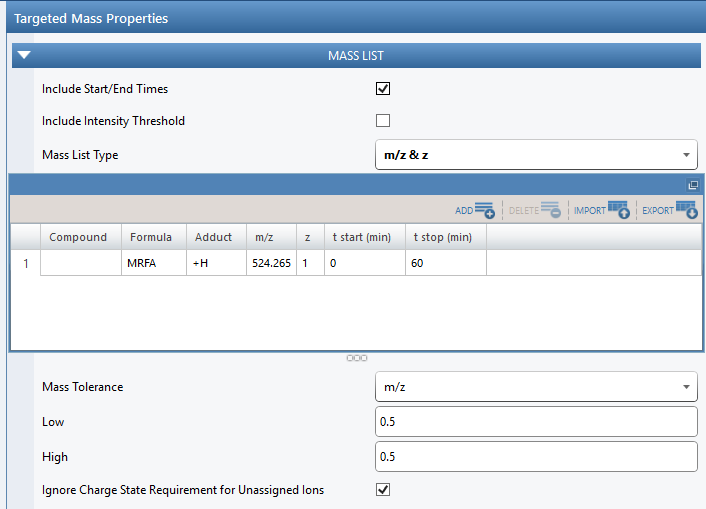 Targeted Mass Properties
MASS LIST
Include Start/End Times
Include Intensity Threshold
Mass List Type m/z & z
ADD DELETE IMPORT EXPORT
Compound Formula Adduct m/z z t start (min) t stop (min)
1 MRFA +H 524.265 1 0 60
Mass Tolerance m/z
Low 0.5
High 0.5
Ignore Charge State Requirement for Unassigned Ions